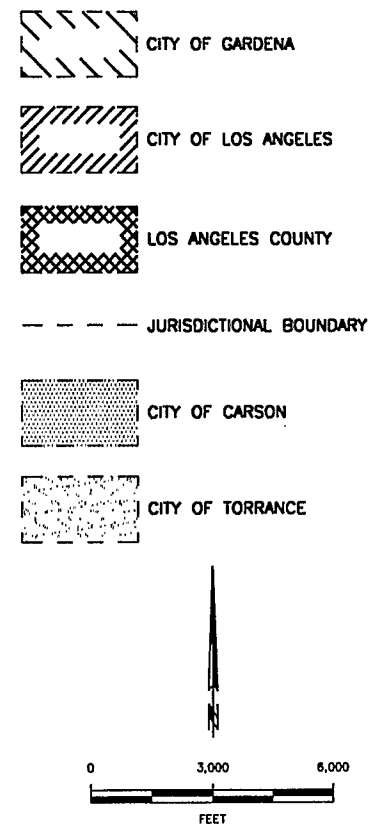 CITY OF GARDENA
CITY OF LOS ANGELES
LOS ANGELES COUNTY
JURISDICTIONAL BOUNDARY
CITY OF CARSON
CITY OF TORRANCE
0 3,000 6,000
FEET